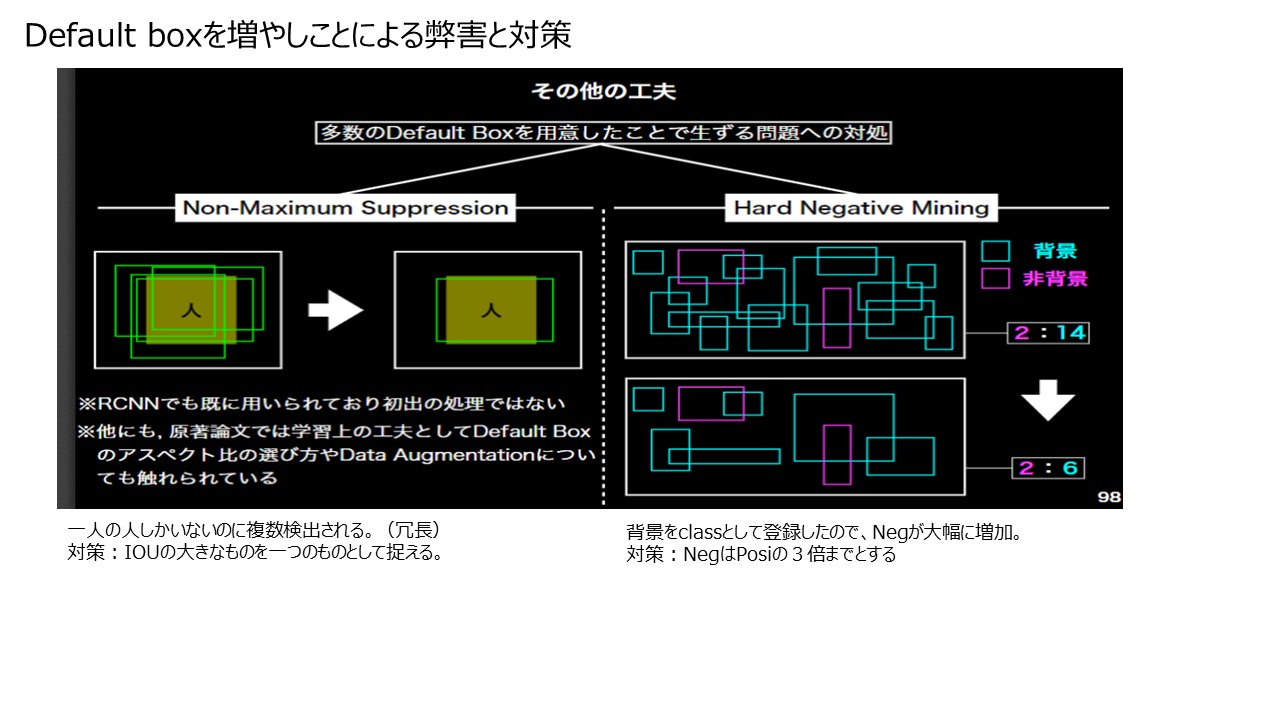 Default boxを増やしことによる弊害と対策
その他の工夫
多数のDefault Boxを用意したことで生ずる問題への対処
Non-Maximum Suppression
人
人
※RCNNでも既に用いられており初出の処理ではない
※他にも, 原著論文では学習上の工夫としてDefault Box
のアスペクト比の選び方やData Augmentationについ
ても触れられている
Hard Negative Mining
背景
非背景
2 : 14
2 : 6
98
一人の人しかいないのに複数検出される。（冗長）
対策：IOUの大きなものを一つのものとして捉える。
背景をclassとして登録したので、Negが大幅に増加。
対策：NegはPosiの３倍までとする